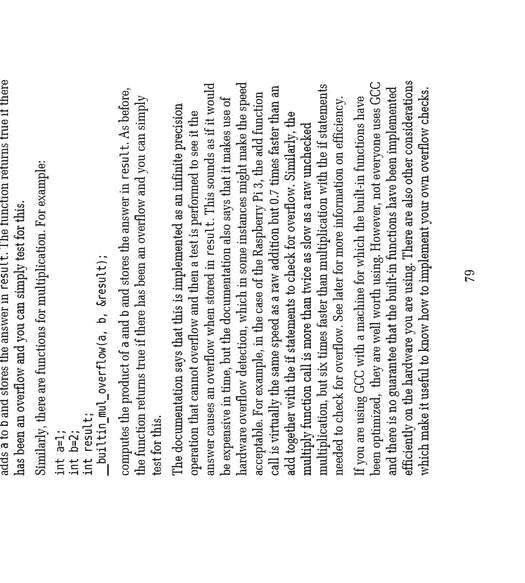 adds a to b and stores the answer in result. The function returns true if there
has been an overflow and you can simply test for this.
Similarly, there are functions for multiplication. For example:
int a=1;
int b=2;
int result;
__builtin_mul_overflow(a, b, &result);
computes the product of a and b and stores the answer in result. As before,
the function returns true if there has been an overflow and you can simply
test for this.
The documentation says that this is implemented as an infinite precision
operation that cannot overflow and then a test is performed to see it the
answer causes an overflow when stored in result. This sounds as if it would
be expensive in time, but the documentation also says that it makes use of
hardware overflow detection, which in some instances might make the speed
acceptable. For example, in the case of the Raspberry Pi 3, the add function
call is virtually the same speed as a raw addition but 0.7 times faster than an
add together with the if statements to check for overflow. Similarly, the
multiply function call is more than twice as slow as a raw unchecked
multiplication, but six times faster than multiplication with the if statements
needed to check for overflow. See later for more information on efficiency.
If you are using GCC with a machine for which the built-in functions have
been optimized, they are well worth using. However, not everyone uses GCC
and there is no guarantee that the built-in functions have been implemented
efficiently on the hardware you are using. There are also other considerations
which make it useful to know how to implement your own overflow checks.
79